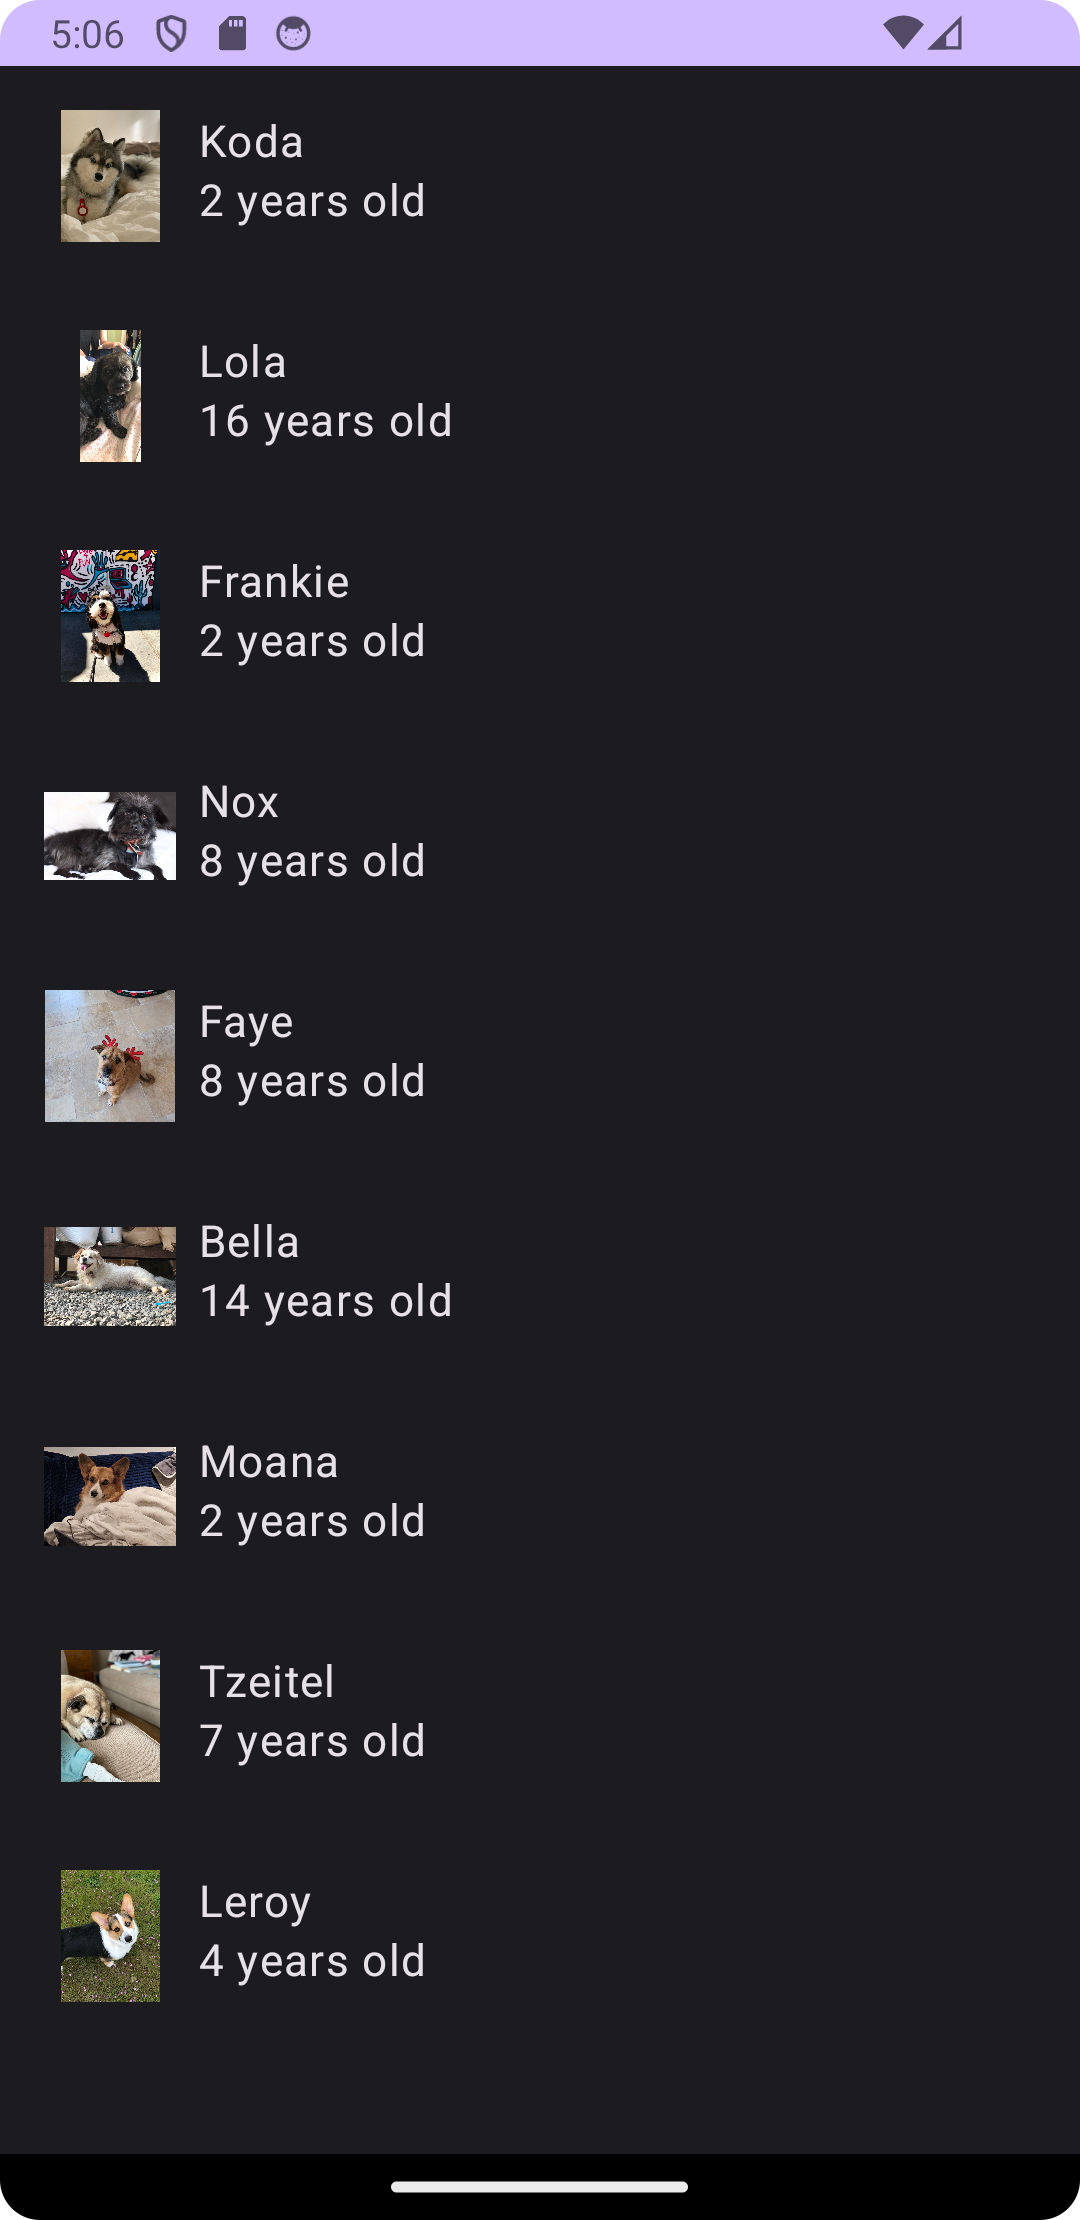 5:06
Koda
2 years old
Lola
16 years old
Frankie
2 years old
Nox
8 years old
Faye
8 years old
Bella
14 years old
Moana
2 years old
Tzeitel
7 years old
Leroy
4 years old